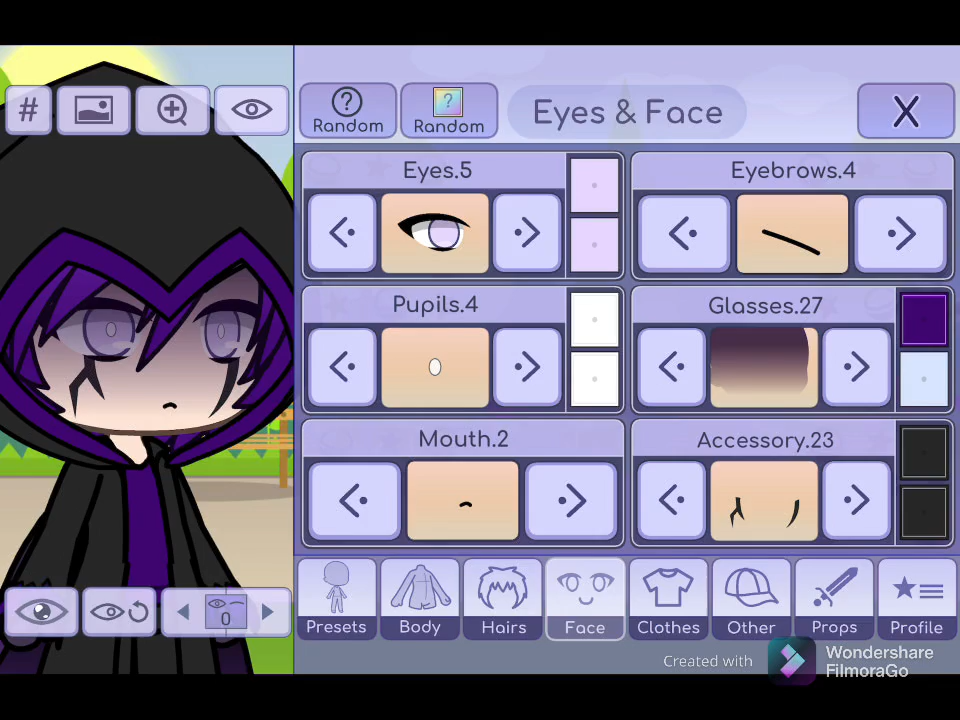 #
?
Random
?
Random
Eyes & Face
X
Eyes.5
Eyebrows.4
Pupils.4
Glasses.27
Mouth.2
Accessory.23
0
Presets
Body
Hairs
Face
Clothes
Other
Props
Profile
Created with
Wondershare
FilmoraGo